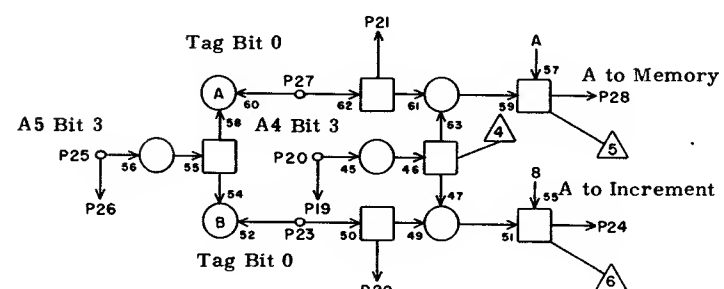 P21
Tag Bit 0
A
P27
57
A to Memory
A
60
62
61
59
P28
58
63
A5 Bit 3
A4 Bit 3
4
5
P25
56
55
P20
45
46
54
47
8
55
A to Increment
P26
P19
B
52
P23
50
49
51
P24
Tag Bit 0
6